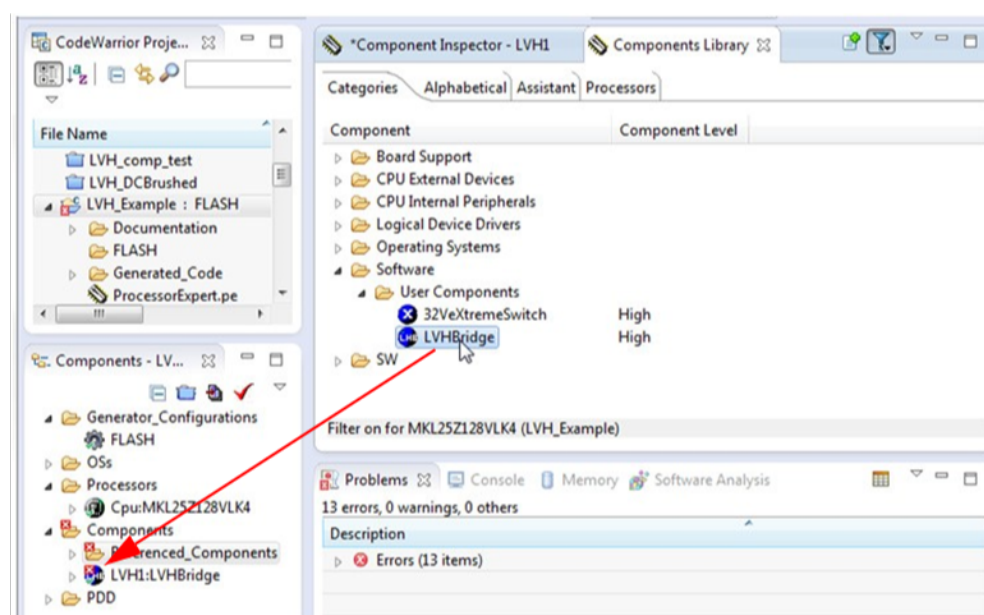 CodeWarrior Proje...
File Name
LVH_comp_test
LVH_DCBrushed
LVH_Example : FLASH
Documentation
FLASH
Generated_Code
ProcessorExpert.pe
Components - LV...
Generator_Configurations
FLASH
OSs
Processors
Cpu:MKL25Z128VLK4
Components
Referenced_Components
LVH1:LVHBridge
PDD
*Component Inspector - LVH1 Components Library
Categories Alphabetical Assistant Processors
Component Component Level
Board Support
CPU External Devices
CPU Internal Peripherals
Logical Device Drivers
Operating Systems
Software
User Components
32VeXtremeSwitch High
LVHBridge High
SW
Filter on for MKL25Z128VLK4 (LVH_Example)
Problems Console Memory Software Analysis
13 errors, 0 warnings, 0 others
Description
Errors (13 items)